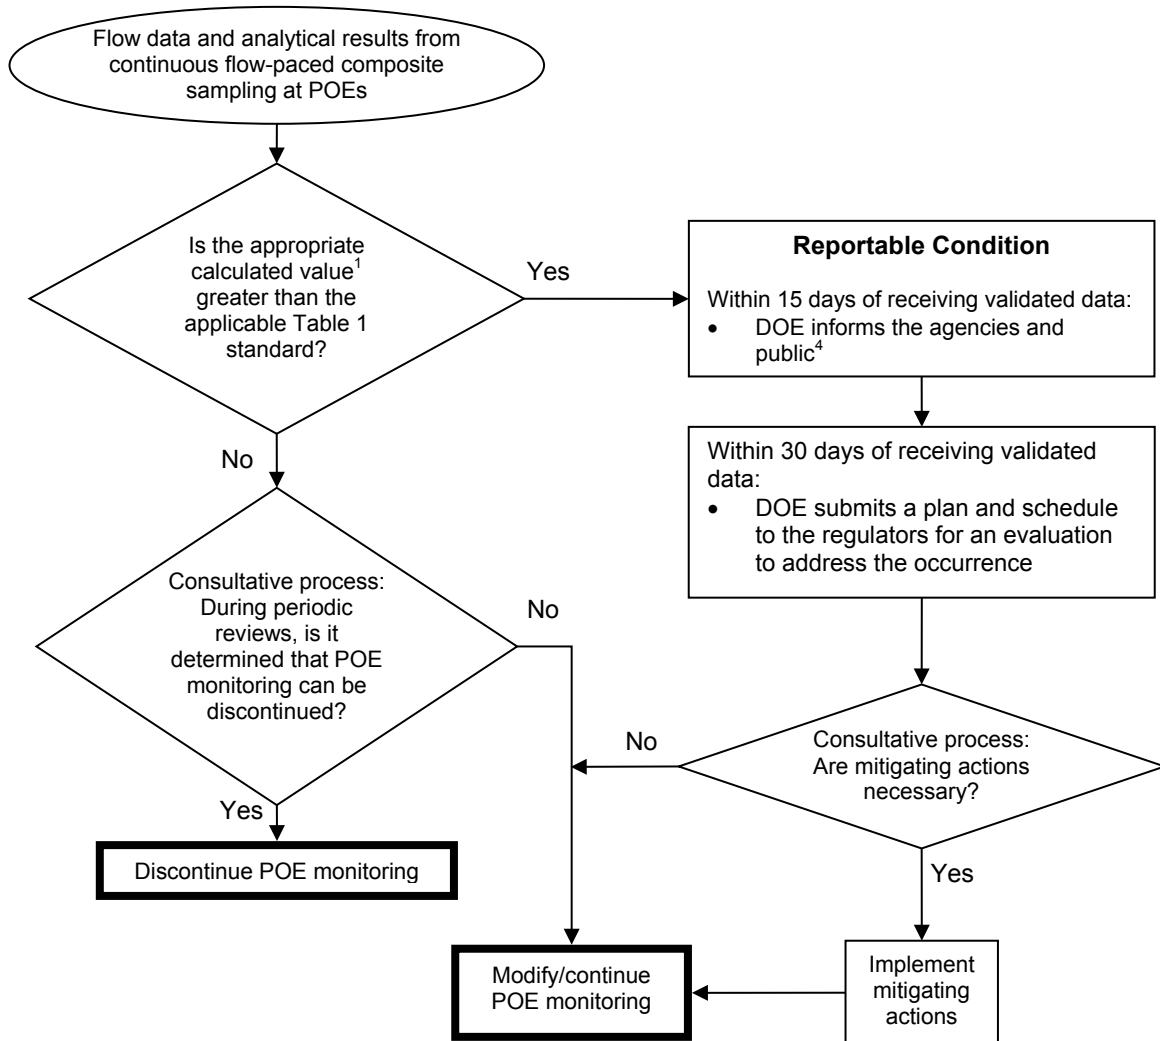 Flow data and analytical results from
continuous flow-paced composite
sampling at POEs
Is the appropriate
calculated value¹
greater than the
applicable Table 1
standard?
Yes
Reportable Condition
Within 15 days of receiving validated data:
• DOE informs the agencies and
public⁴
No
Within 30 days of receiving validated
data:
• DOE submits a plan and schedule
to the regulators for an evaluation
to address the occurrence
Consultative process:
During periodic
reviews, is it
determined that POE
monitoring can be
discontinued?
No
No
Consultative process:
Are mitigating actions
necessary?
Yes
Discontinue POE monitoring
Yes
Modify/continue
POE monitoring
Implement
mitigating
actions